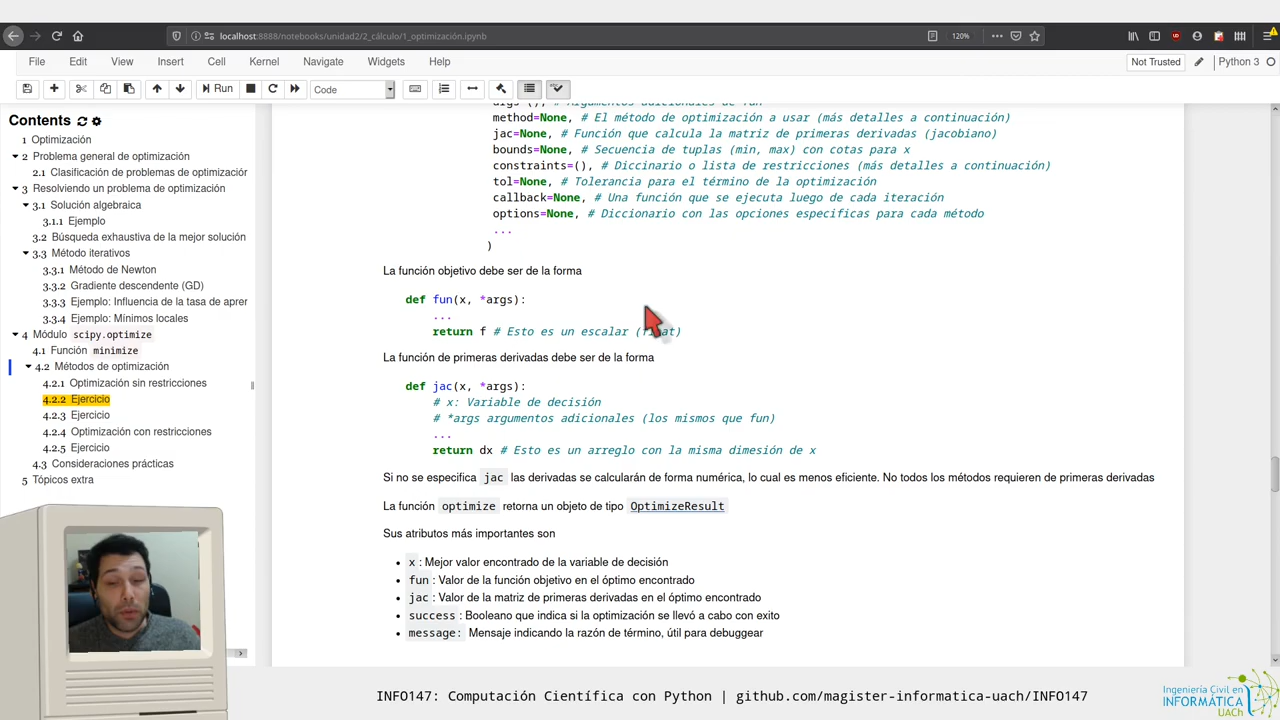 localhost:8888/notebooks/unidad2/2_cálculo/1_optimización.ipynb
120%
File Edit View Insert Cell Kernel Navigate Widgets Help
Not Trusted
Python 3
Run
Code
Contents
1 Optimización
2 Problema general de optimización
2.1 Clasificación de problemas de optimizaciór
3 Resolviendo un problema de optimización
3.1 Solución algebraica
3.1.1 Ejemplo
3.2 Búsqueda exhaustiva de la mejor solución
3.3 Método iterativos
3.3.1 Método de Newton
3.3.2 Gradiente descendente (GD)
3.3.3 Ejemplo: Influencia de la tasa de aprer
3.3.4 Ejemplo: Mínimos locales
4 Módulo scipy.optimize
4.1 Función minimize
4.2 Métodos de optimización
4.2.1 Optimización sin restricciones
4.2.2 Ejercicio
4.2.3 Ejercicio
4.2.4 Optimización con restricciones
4.2.5 Ejercicio
4.3 Consideraciones prácticas
5 Tópicos extra
args=(), # Argumentos adicionales de fun
method=None, # El método de optimización a usar (más detalles a continuación)
jac=None, # Función que calcula la matriz de primeras derivadas (jacobiano)
bounds=None, # Secuencia de tuplas (min, max) con cotas para x
constraints=(), # Diccinario o lista de restricciones (más detalles a continuación)
tol=None, # Tolerancia para el término de la optimización
callback=None, # Una función que se ejecuta luego de cada iteración
options=None, # Diccionario con las opciones especificas para cada método
...
)
La función objetivo debe ser de la forma
def fun(x, *args):
...
return f # Esto es un escalar (float)
La función de primeras derivadas debe ser de la forma
def jac(x, *args):
# x: Variable de decisión
# *args argumentos adicionales (los mismos que fun)
...
return dx # Esto es un arreglo con la misma dimesión de x
Si no se especifica jac las derivadas se calcularán de forma numérica, lo cual es menos eficiente. No todos los métodos requieren de primeras derivadas
La función optimize retorna un objeto de tipo OptimizeResult
Sus atributos más importantes son
• x : Mejor valor encontrado de la variable de decisión
• fun : Valor de la función objetivo en el óptimo encontrado
• jac : Valor de la matriz de primeras derivadas en el óptimo encontrado
• success : Booleano que indica si la optimización se llevó a cabo con exito
• message: Mensaje indicando la razón de término, útil para debuggear
INFO147: Computación Científica con Python | github.com/magister-informatica-uach/INFO147
Ingeniería Civil en
INFORMÁTICA
UACh